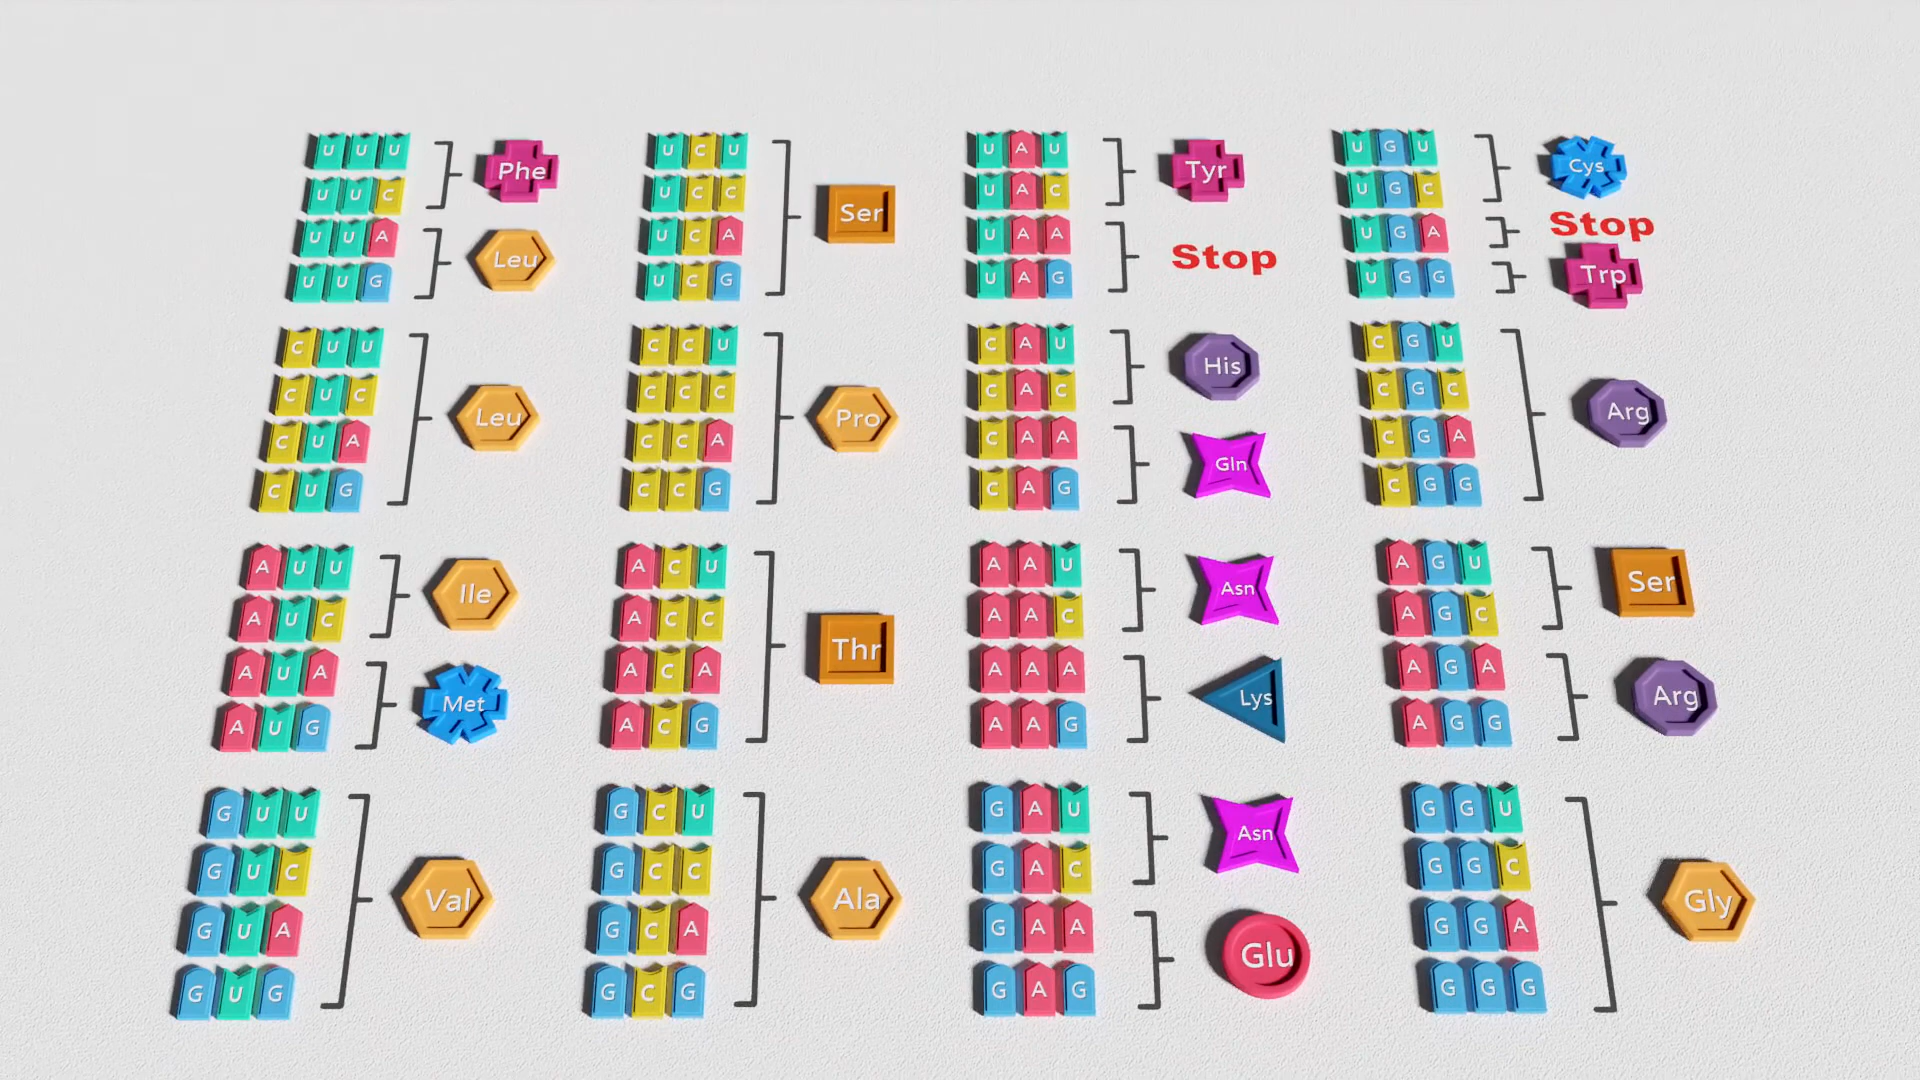 UUU
UUC
Phe
UUA
UUG
Leu
UCU
UCC
UCA
UCG
Ser
UAU
UAC
Tyr
UAA
UAG
Stop
UGU
UGC
Cys
UGA
Stop
UGG
Trp
CUU
CUC
CUA
CUG
Leu
CCU
CCC
CCA
CCG
Pro
CAU
CAC
His
CAA
CAG
Gln
CGU
CGC
CGA
CGG
Arg
AUU
AUC
Ile
AUA
AUG
Met
ACU
ACC
ACA
ACG
Thr
AAU
AAC
Asn
AAA
AAG
Lys
AGU
AGC
Ser
AGA
AGG
Arg
GUU
GUC
GUA
GUG
Val
GCU
GCC
GCA
GCG
Ala
GAU
GAC
Asn
GAA
GAG
Glu
GGU
GGC
GGA
GGG
Gly